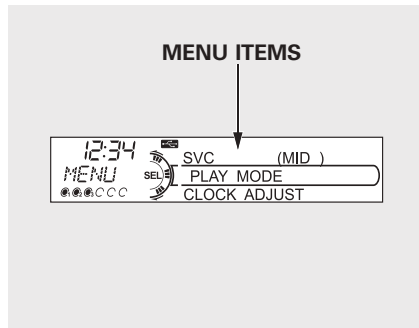 MENU ITEMS
12:34
MENU
SEL
SVC (MID )
PLAY MODE
CLOCK ADJUST